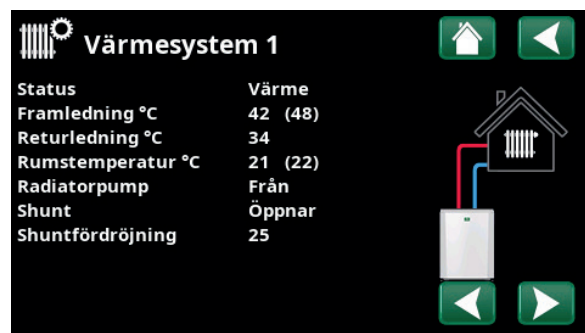 Värmesystem 1
Status Värme
Framledning °C 42 (48)
Returledning °C 34
Rumstemperatur °C 21 (22)
Radiatorpump Från
Shunt Öppnar
Shuntfördröjning 25